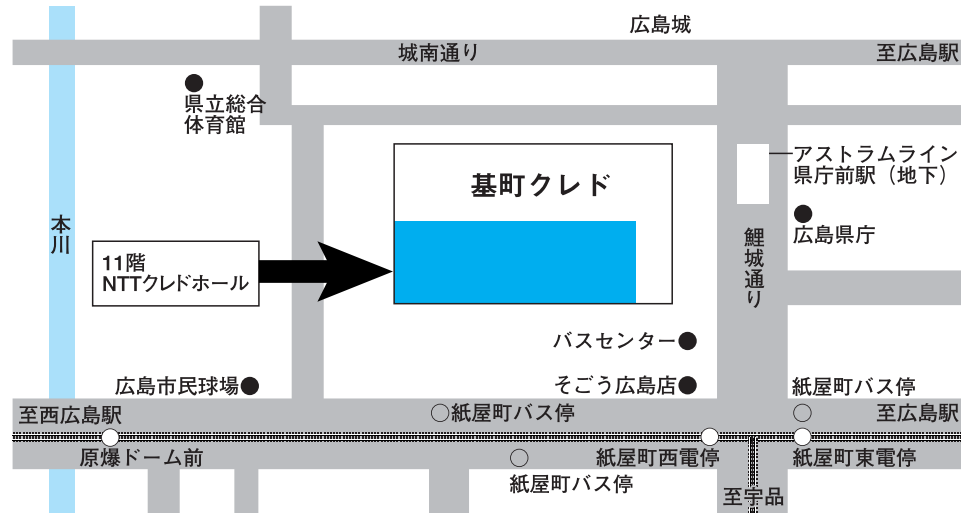 広島城
城南通り
至広島駅
県立総合
体育館
アストラムライン
県庁前駅（地下）
基町クレド
広島県庁
本川
鯉城通り
11階
NTTクレドホール
バスセンター
広島市民球場
そごう広島店
紙屋町バス停
至西広島駅
紙屋町バス停
至広島駅
原爆ドーム前
紙屋町西電停
紙屋町東電停
紙屋町バス停
至宇品